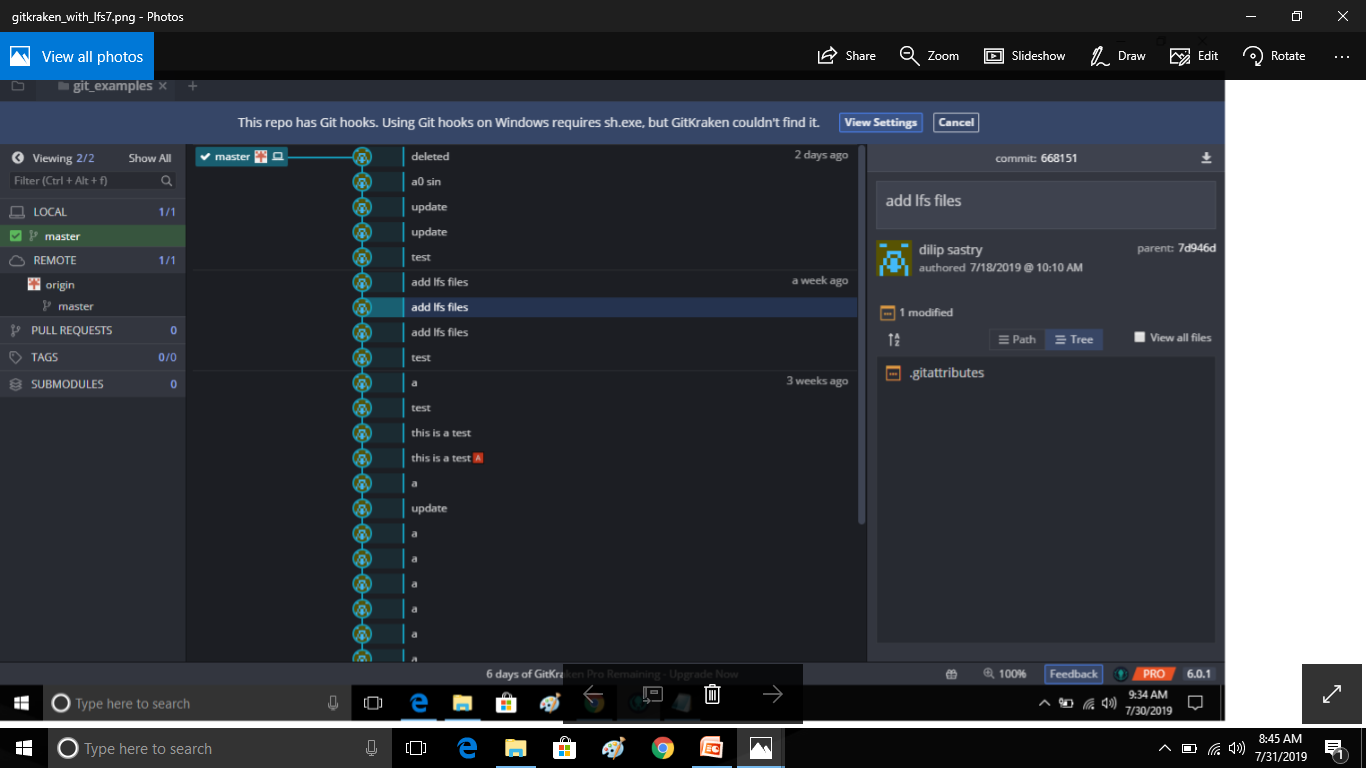 gitkraken_with_lfs7.png - Photos
View all photos
Share Zoom Slideshow Draw Edit Rotate ...
git_examples
This repo has Git hooks. Using Git hooks on Windows requires sh.exe, but GitKraken couldn't find it. View Settings Cancel
Viewing 2/2 Show All
Filter (Ctrl + Alt + f)
LOCAL 1/1
master
REMOTE 1/1
origin
master
PULL REQUESTS 0
TAGS 0/0
SUBMODULES 0
master deleted 2 days ago
a0 sin
update
update
test
add lfs files a week ago
add lfs files
add lfs files
test
a 3 weeks ago
test
this is a test
this is a test A
a
update
a
a
a
a
a
a
commit: 668151
add lfs files
dilip sastry parent: 7d946d
authored 7/18/2019 @ 10:10 AM
1 modified
Path Tree View all files
.gitattributes
6 days of GitKraken Pro Remaining - Upgrade Now 100% Feedback PRO 6.0.1
Type here to search 9:34 AM
7/30/2019
Type here to search 8:45 AM
7/31/2019
1